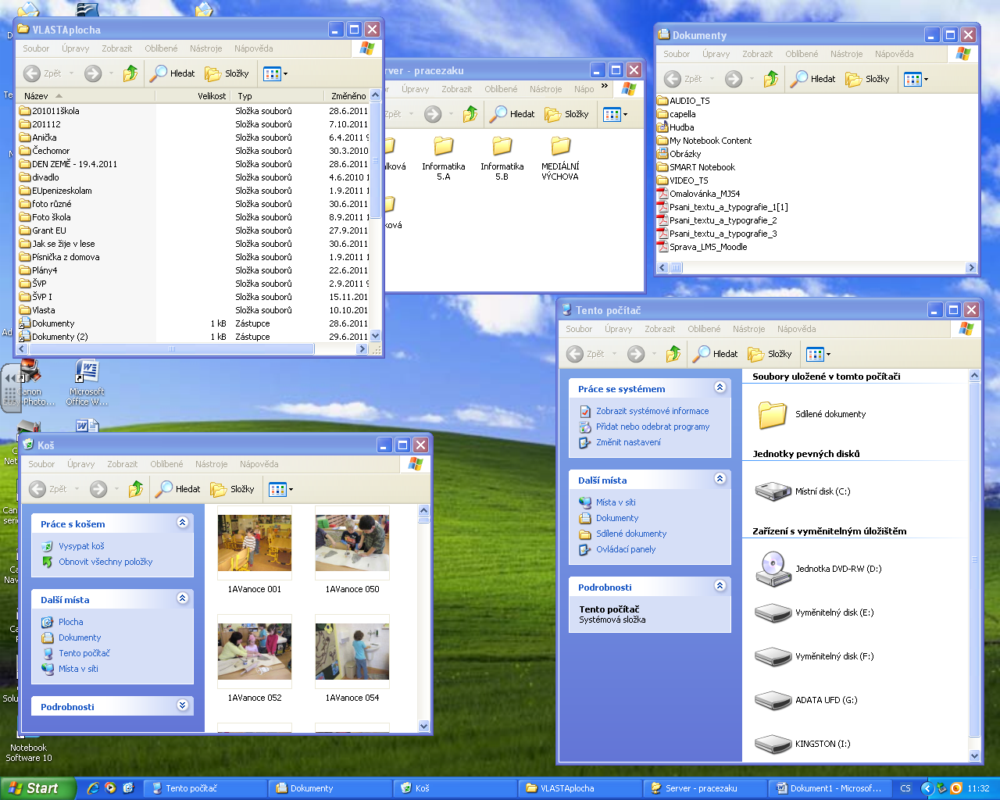 VLASTAplocha
Soubor Úpravy Zobrazit Oblíbené Nástroje Nápověda
Zpět Hledat Složky
Název Velikost Typ Změněno
201011škola Složka souborů 28.6.2011
201112 Složka souborů 7.10.2011
Anička Složka souborů 6.4.2011 9
Čechomor Složka souborů 30.3.2010
DEN ZEMĚ - 19.4.2011 Složka souborů 28.6.2011
divadlo Složka souborů 4.6.2010 1
EUpenizeskolam Složka souborů 1.9.2011 1
foto různé Složka souborů 30.6.2011
Foto škola Složka souborů 8.9.2011 1
Grant EU Složka souborů 27.9.2011
Jak se žije v lese Složka souborů 30.6.2011
Písnička z domova Složka souborů 1.9.2011 1
Plány4 Složka souborů 22.6.2011
ŠVP Složka souborů 2.9.2011 1
ŠVP I Složka souborů 15.11.201
Vlasta Složka souborů 10.10.201
Dokumenty 1 kB Zástupce 28.6.2011
Dokumenty (2) 1 kB Zástupce 29.6.2011
rver - pracezaku
Úpravy Zobrazit Oblíbené Nástroje Nápo »
Zpět Hledat Složky
lková
Informatika
5.A
Informatika
5.B
MEDIÁLNÍ
VÝCHOVA
ková
Dokumenty
Soubor Úpravy Zobrazit Oblíbené Nástroje Nápověda
Zpět Hledat Složky
AUDIO_TS
capella
Hudba
My Notebook Content
Obrázky
SMART Notebook
VIDEO_TS
Omalovánka_MJS4
Psani_textu_a_typografie_1[1]
Psani_textu_a_typografie_2
Psani_textu_a_typografie_3
Sprava_LMS_Moodle
Tento počítač
Soubor Úpravy Zobrazit Oblíbené Nástroje Nápověda
Zpět Hledat Složky
Práce se systémem
Zobrazit systémové informace
Přidat nebo odebrat programy
Změnit nastavení
Další místa
Místa v síti
Dokumenty
Sdílené dokumenty
Ovládací panely
Podrobnosti
Tento počítač
Systémová složka
Soubory uložené v tomto počítači
Sdílené dokumenty
Jednotky pevných disků
Místní disk (C:)
Zařízení s vyměnitelným úložištěm
Jednotka DVD-RW (D:)
Vyměnitelný disk (E:)
Vyměnitelný disk (F:)
ADATA UFD (G:)
KINGSTON (I:)
Microsoft
Office W...
Koš
Soubor Úpravy Zobrazit Oblíbené Nástroje Nápověda
Zpět Hledat Složky
Práce s košem
Vysypat koš
Obnovit všechny položky
Další místa
Plocha
Dokumenty
Tento počítač
Místa v síti
Podrobnosti
1AVanoce 001
1AVanoce 050
1AVanoce 052
1AVanoce 054
Notebook
Software 10
Start Tento počítač Dokumenty Koš VLASTAplocha Server - pracezaku Dokument1 - Microsof... CS 11:32